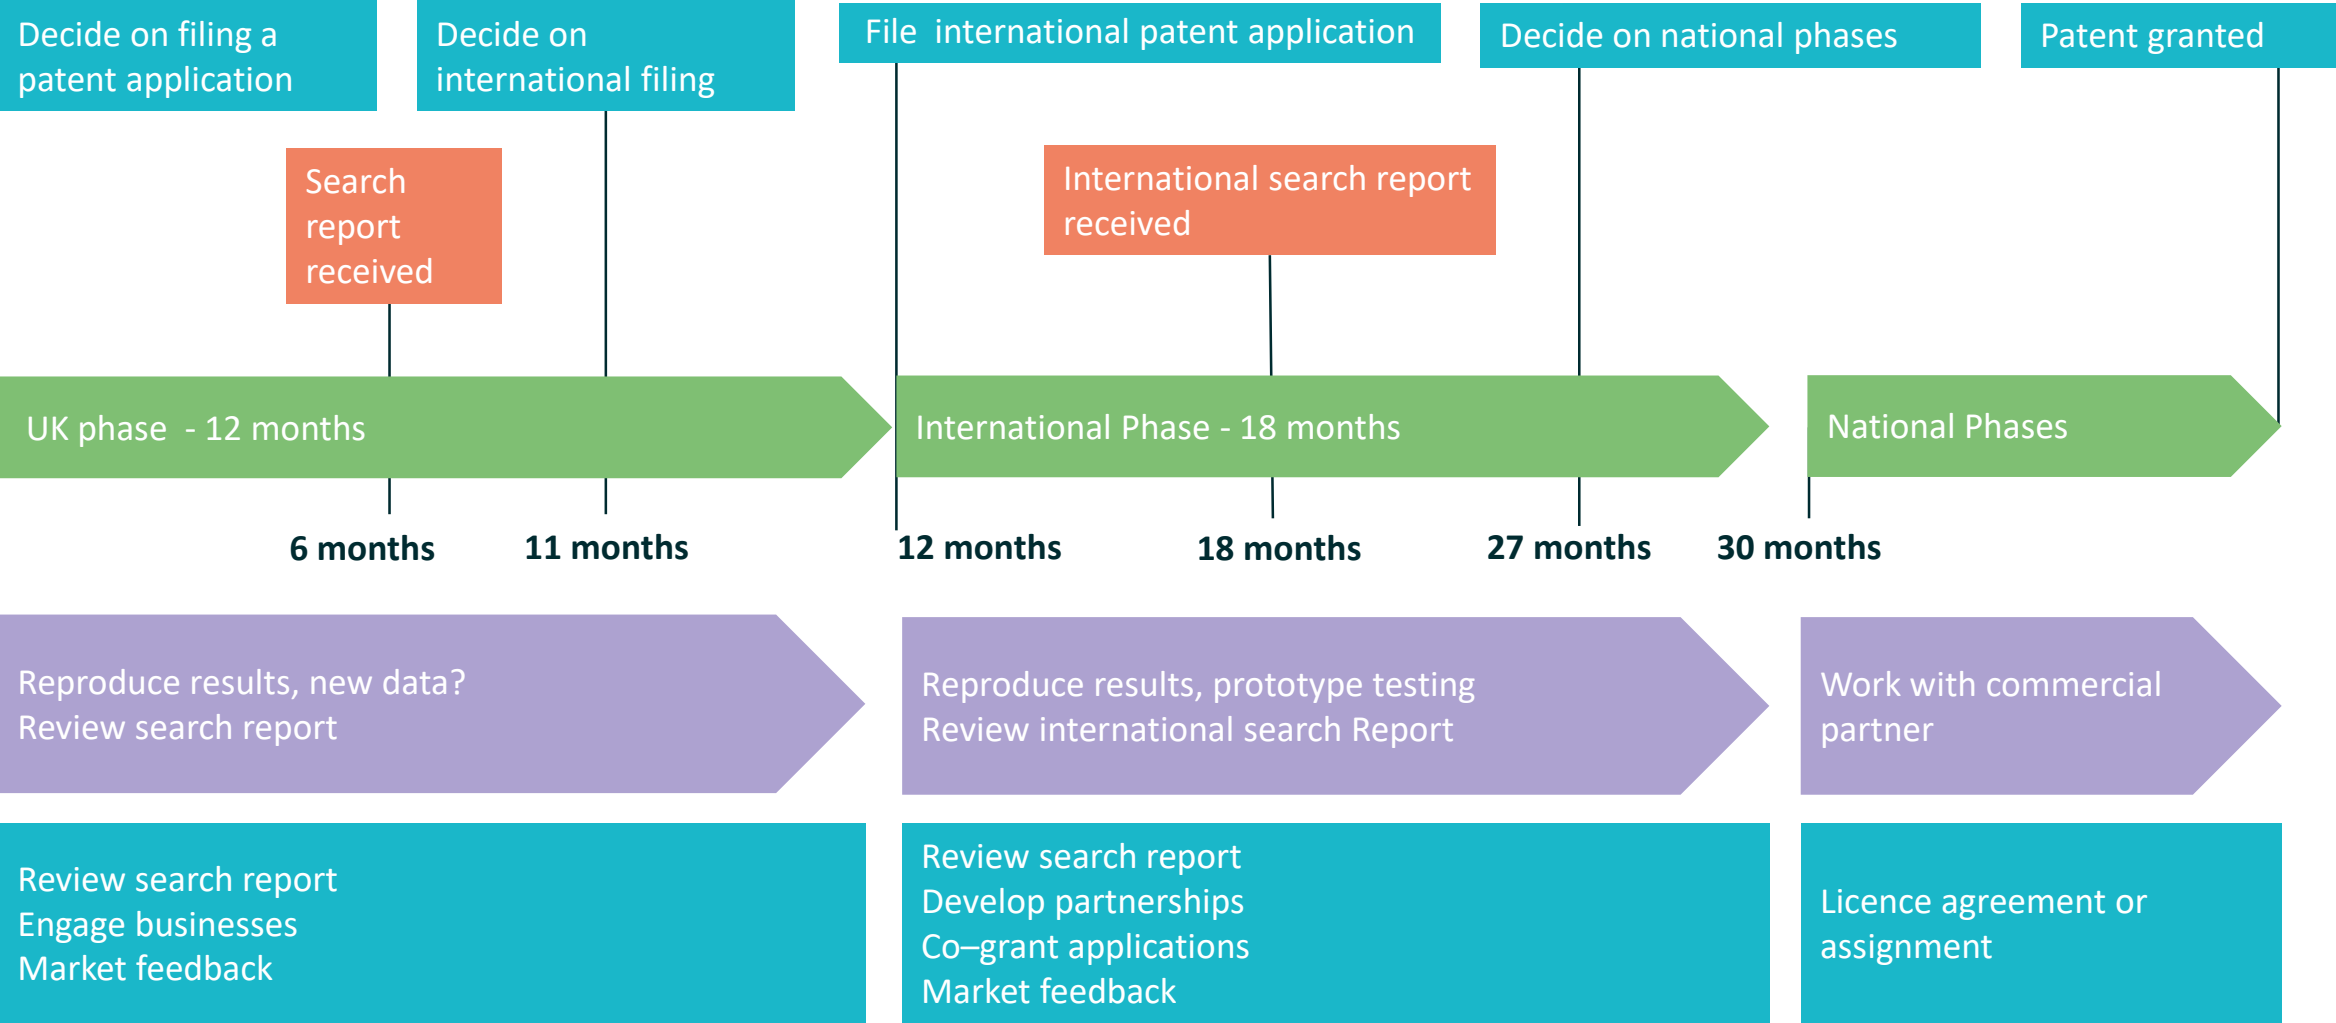 Decide on filing a
patent application
Decide on
international filing
File  international patent application
Decide on national phases
Patent granted
Search
report
received
International search report
received
UK phase  - 12 months
International Phase - 18 months
National Phases
6 months
11 months
12 months
18 months
27 months
30 months
Reproduce results, new data?
Review search report
Reproduce results, prototype testing
Review international search Report
Work with commercial
partner
Review search report
Engage businesses
Market feedback
Review search report
Develop partnerships
Co–grant applications
Market feedback
Licence agreement or
assignment